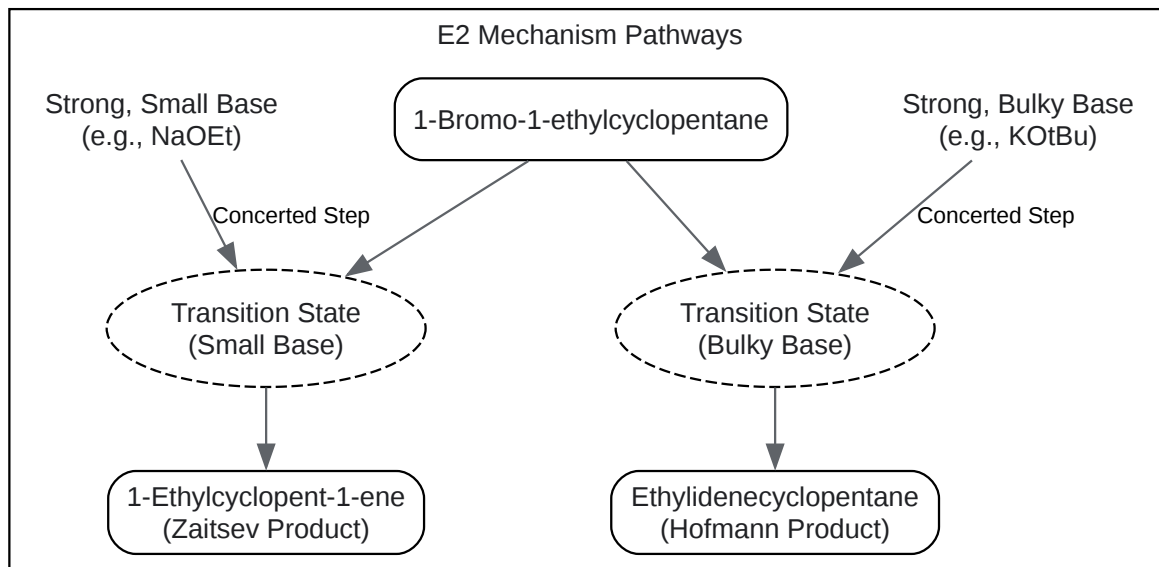 E2 Mechanism Pathways
Strong, Small Base
(e.g., NaOEt)
1-Bromo-1-ethylcyclopentane
Strong, Bulky Base
(e.g., KOtBu)
Concerted Step
Concerted Step
Transition State
(Small Base)
Transition State
(Bulky Base)
1-Ethylcyclopent-1-ene
(Zaitsev Product)
Ethylidenecyclopentane
(Hofmann Product)